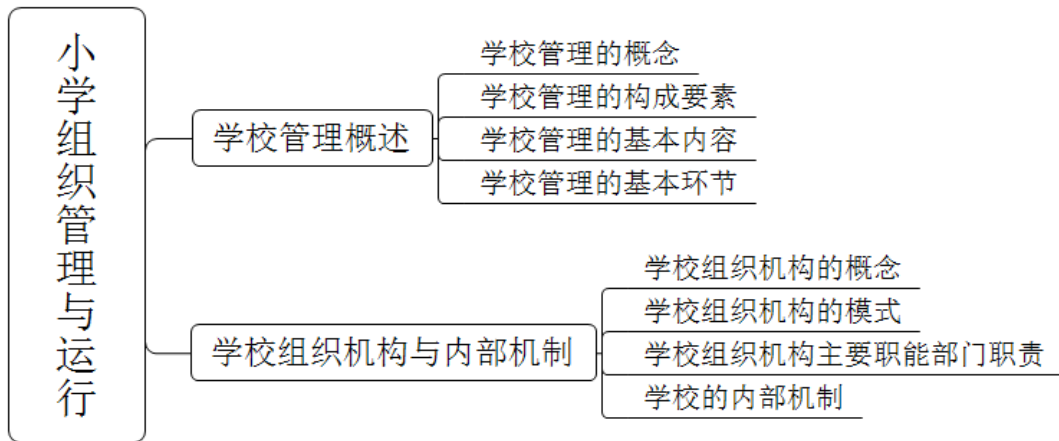 小学组织管理与运行
学校管理概述
学校管理的概念
学校管理的构成要素
学校管理的基本内容
学校管理的基本环节
学校组织机构与内部机制
学校组织机构的概念
学校组织机构的模式
学校组织机构主要职能部门职责
学校的内部机制